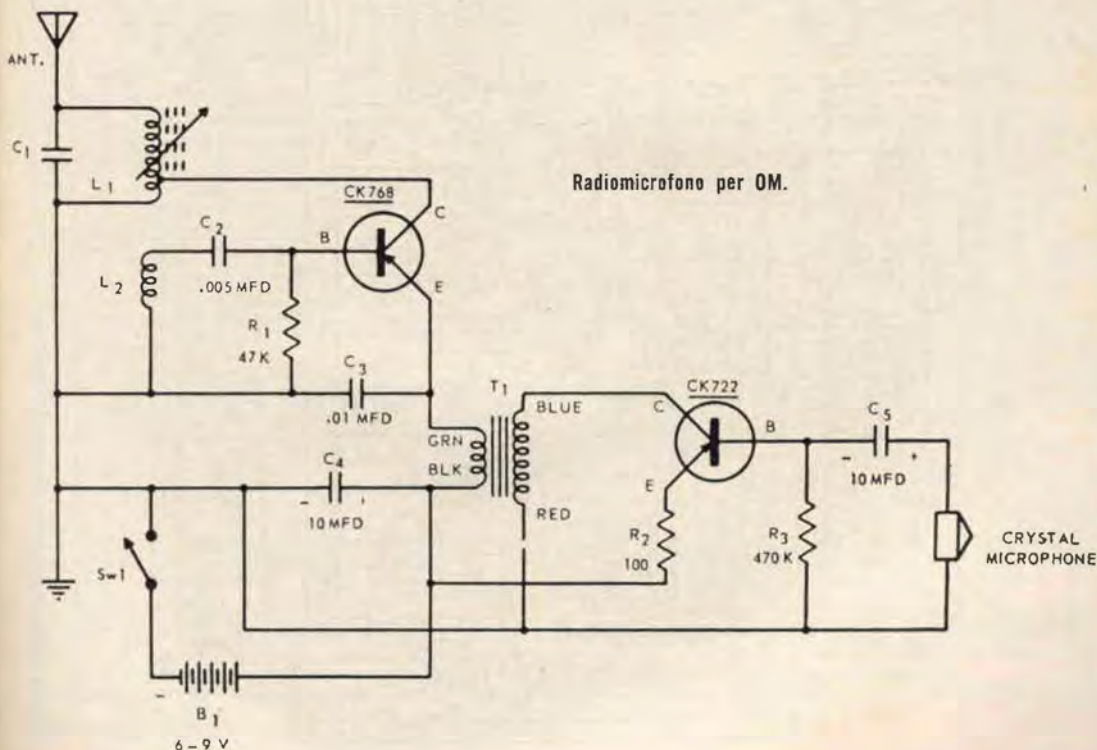 ANT.
C1
L1
Radiomicrofono per OM.
CK768
C
B
E
C2
.005 MFD
L2
R1
47 K
C3
.01 MFD
T1
BLUE
GRN
BLK
RED
CK722
C
B
E
C5
- +
10 MFD
C4
- +
10 MFD
R2
100
R3
470 K
CRYSTAL
MICROPHONE
Sw1
-
B1
6-9 V